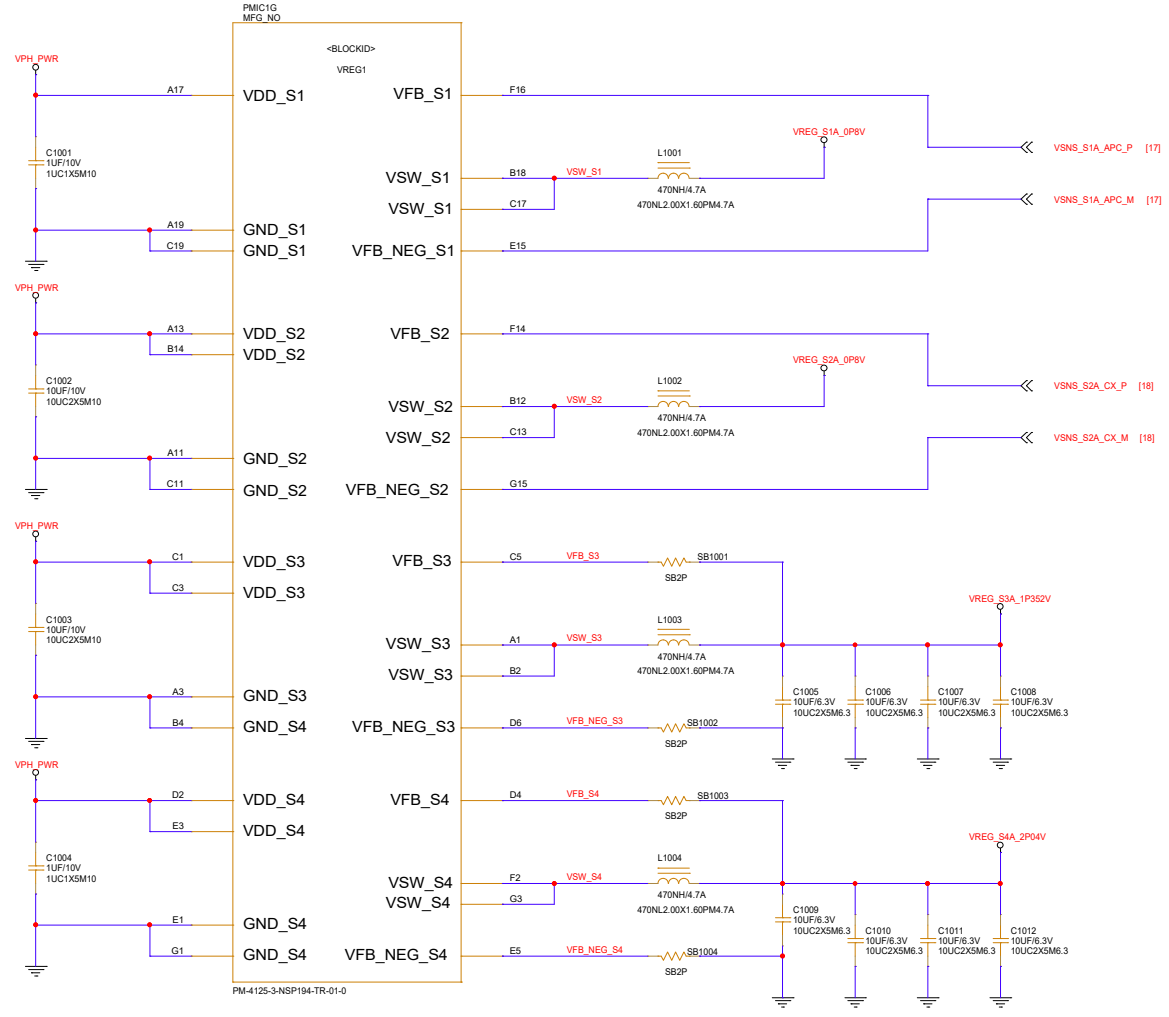 PMIC1G
MFG_NO
<BLOCKID>
VREG1
VPH_PWR
A17
VDD_S1
VFB_S1
F16
C1001
1UF/10V
1UC1X5M10
VREG_S1A_0P8V
VSNS_S1A_APC_P [17]
L1001
VSW_S1
B18
VSW_S1
470NH/4.7A
470NL2.00X1.60PM4.7A
VSW_S1
C17
VSNS_S1A_APC_M [17]
A19
GND_S1
C19
GND_S1
VFB_NEG_S1
E15
VPH_PWR
A13
VDD_S2
VFB_S2
F14
B14
VDD_S2
C1002
10UF/10V
10UC2X5M10
VREG_S2A_0P8V
VSNS_S2A_CX_P [18]
L1002
VSW_S2
B12
VSW_S2
470NH/4.7A
470NL2.00X1.60PM4.7A
VSW_S2
C13
VSNS_S2A_CX_M [18]
A11
GND_S2
C11
GND_S2
VFB_NEG_S2
G15
VPH_PWR
C1
VDD_S3
VFB_S3
C5
VFB_S3
SB1001
SB2P
C3
VDD_S3
VREG_S3A_1P352V
C1003
10UF/10V
10UC2X5M10
L1003
VSW_S3
A1
VSW_S3
470NH/4.7A
470NL2.00X1.60PM4.7A
VSW_S3
B2
A3
GND_S3
B4
GND_S4
VFB_NEG_S3
D6
VFB_NEG_S3
SB1002
SB2P
C1005
10UF/6.3V
10UC2X5M6.3
C1006
10UF/6.3V
10UC2X5M6.3
C1007
10UF/6.3V
10UC2X5M6.3
C1008
10UF/6.3V
10UC2X5M6.3
VPH_PWR
D2
VDD_S4
VFB_S4
D4
VFB_S4
SB1003
SB2P
E3
VDD_S4
VREG_S4A_2P04V
C1004
1UF/10V
1UC1X5M10
L1004
VSW_S4
F2
VSW_S4
470NH/4.7A
470NL2.00X1.60PM4.7A
VSW_S4
G3
E1
GND_S4
G1
GND_S4
VFB_NEG_S4
E5
VFB_NEG_S4
SB1004
SB2P
C1009
10UF/6.3V
10UC2X5M6.3
C1010
10UF/6.3V
10UC2X5M6.3
C1011
10UF/6.3V
10UC2X5M6.3
C1012
10UF/6.3V
10UC2X5M6.3
PM-4125-3-NSP194-TR-01-0